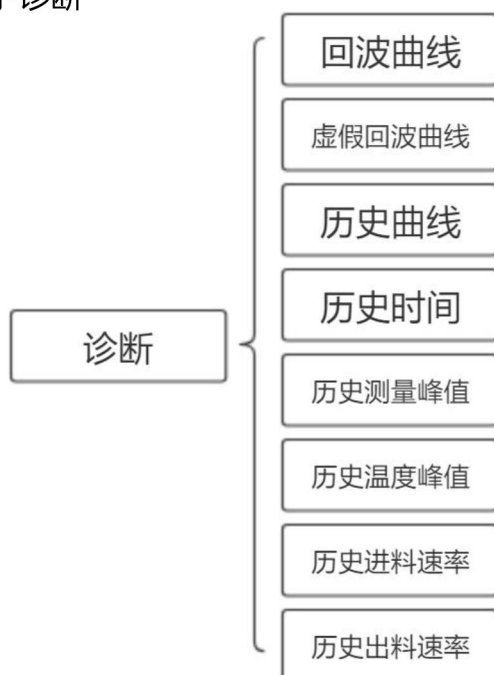 诊断
回波曲线
虚假回波曲线
历史曲线
历史时间
诊断
历史测量峰值
历史温度峰值
历史进料速率
历史出料速率